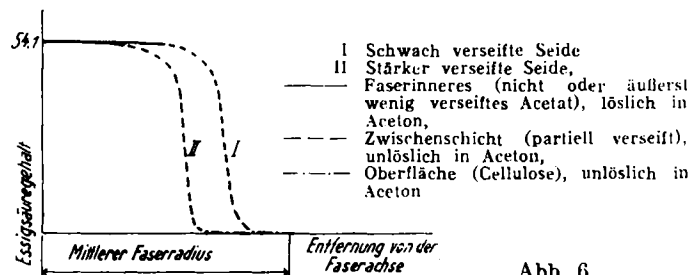 54.1
Essigsäuregehalt
II
I
Mittlerer Faserradius
Entfernung von der
Faserachse
I Schwach verseifte Seide
II Stärker verseifte Seide,
Faserinneres (nicht oder äußerst
wenig verseiftes Acetat), löslich in
Aceton,
Zwischenschicht (partiell verseift),
unlöslich in Aceton,
Oberfläche (Cellulose), unlöslich in
Aceton
Abb. 6